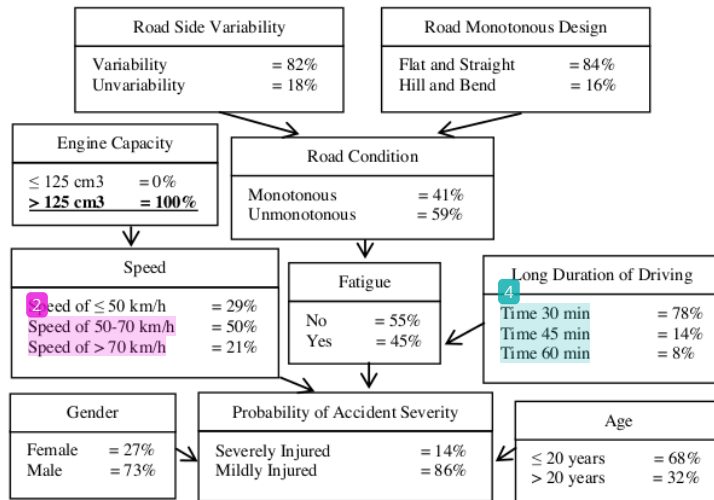 Road Side Variability
Variability = 82%
Unvariability = 18%
Road Monotonous Design
Flat and Straight = 84%
Hill and Bend = 16%
Engine Capacity
≤ 125 cm3 = 0%
> 125 cm3 = 100%
Road Condition
Monotonous = 41%
Unmonotonous = 59%
Speed
2
Speed of ≤ 50 km/h = 29%
Speed of 50-70 km/h = 50%
Speed of > 70 km/h = 21%
Fatigue
No = 55%
Yes = 45%
Long Duration of Driving
4
Time 30 min = 78%
Time 45 min = 14%
Time 60 min = 8%
Gender
Female = 27%
Male = 73%
Probability of Accident Severity
Severely Injured = 14%
Mildly Injured = 86%
Age
≤ 20 years = 68%
> 20 years = 32%